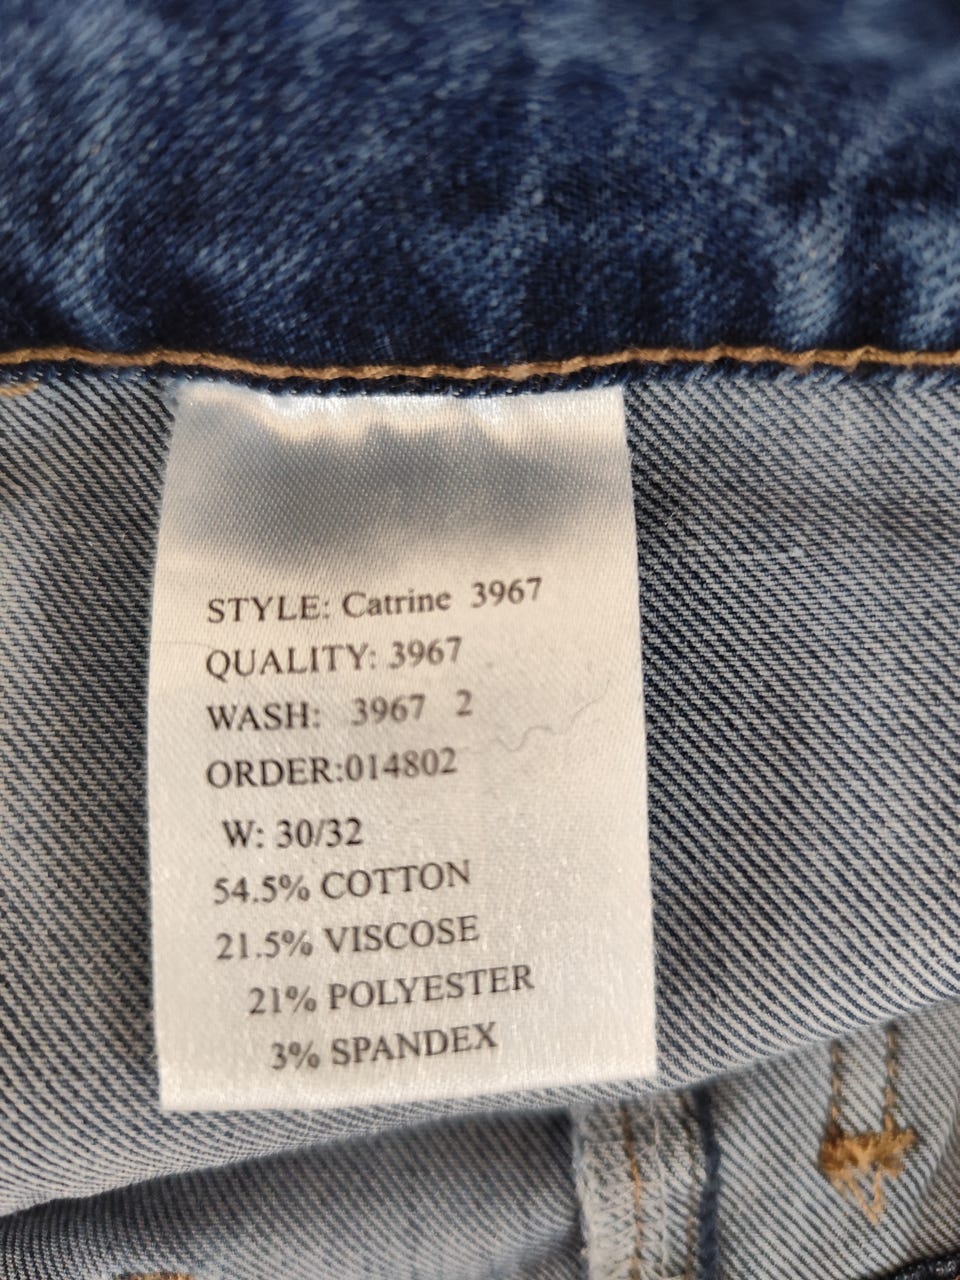 STYLE: Catrine 3967
QUALITY: 3967
WASH: 3967 2
ORDER:014802
W: 30/32
54.5% COTTON
21.5% VISCOSE
21% POLYESTER
3% SPANDEX